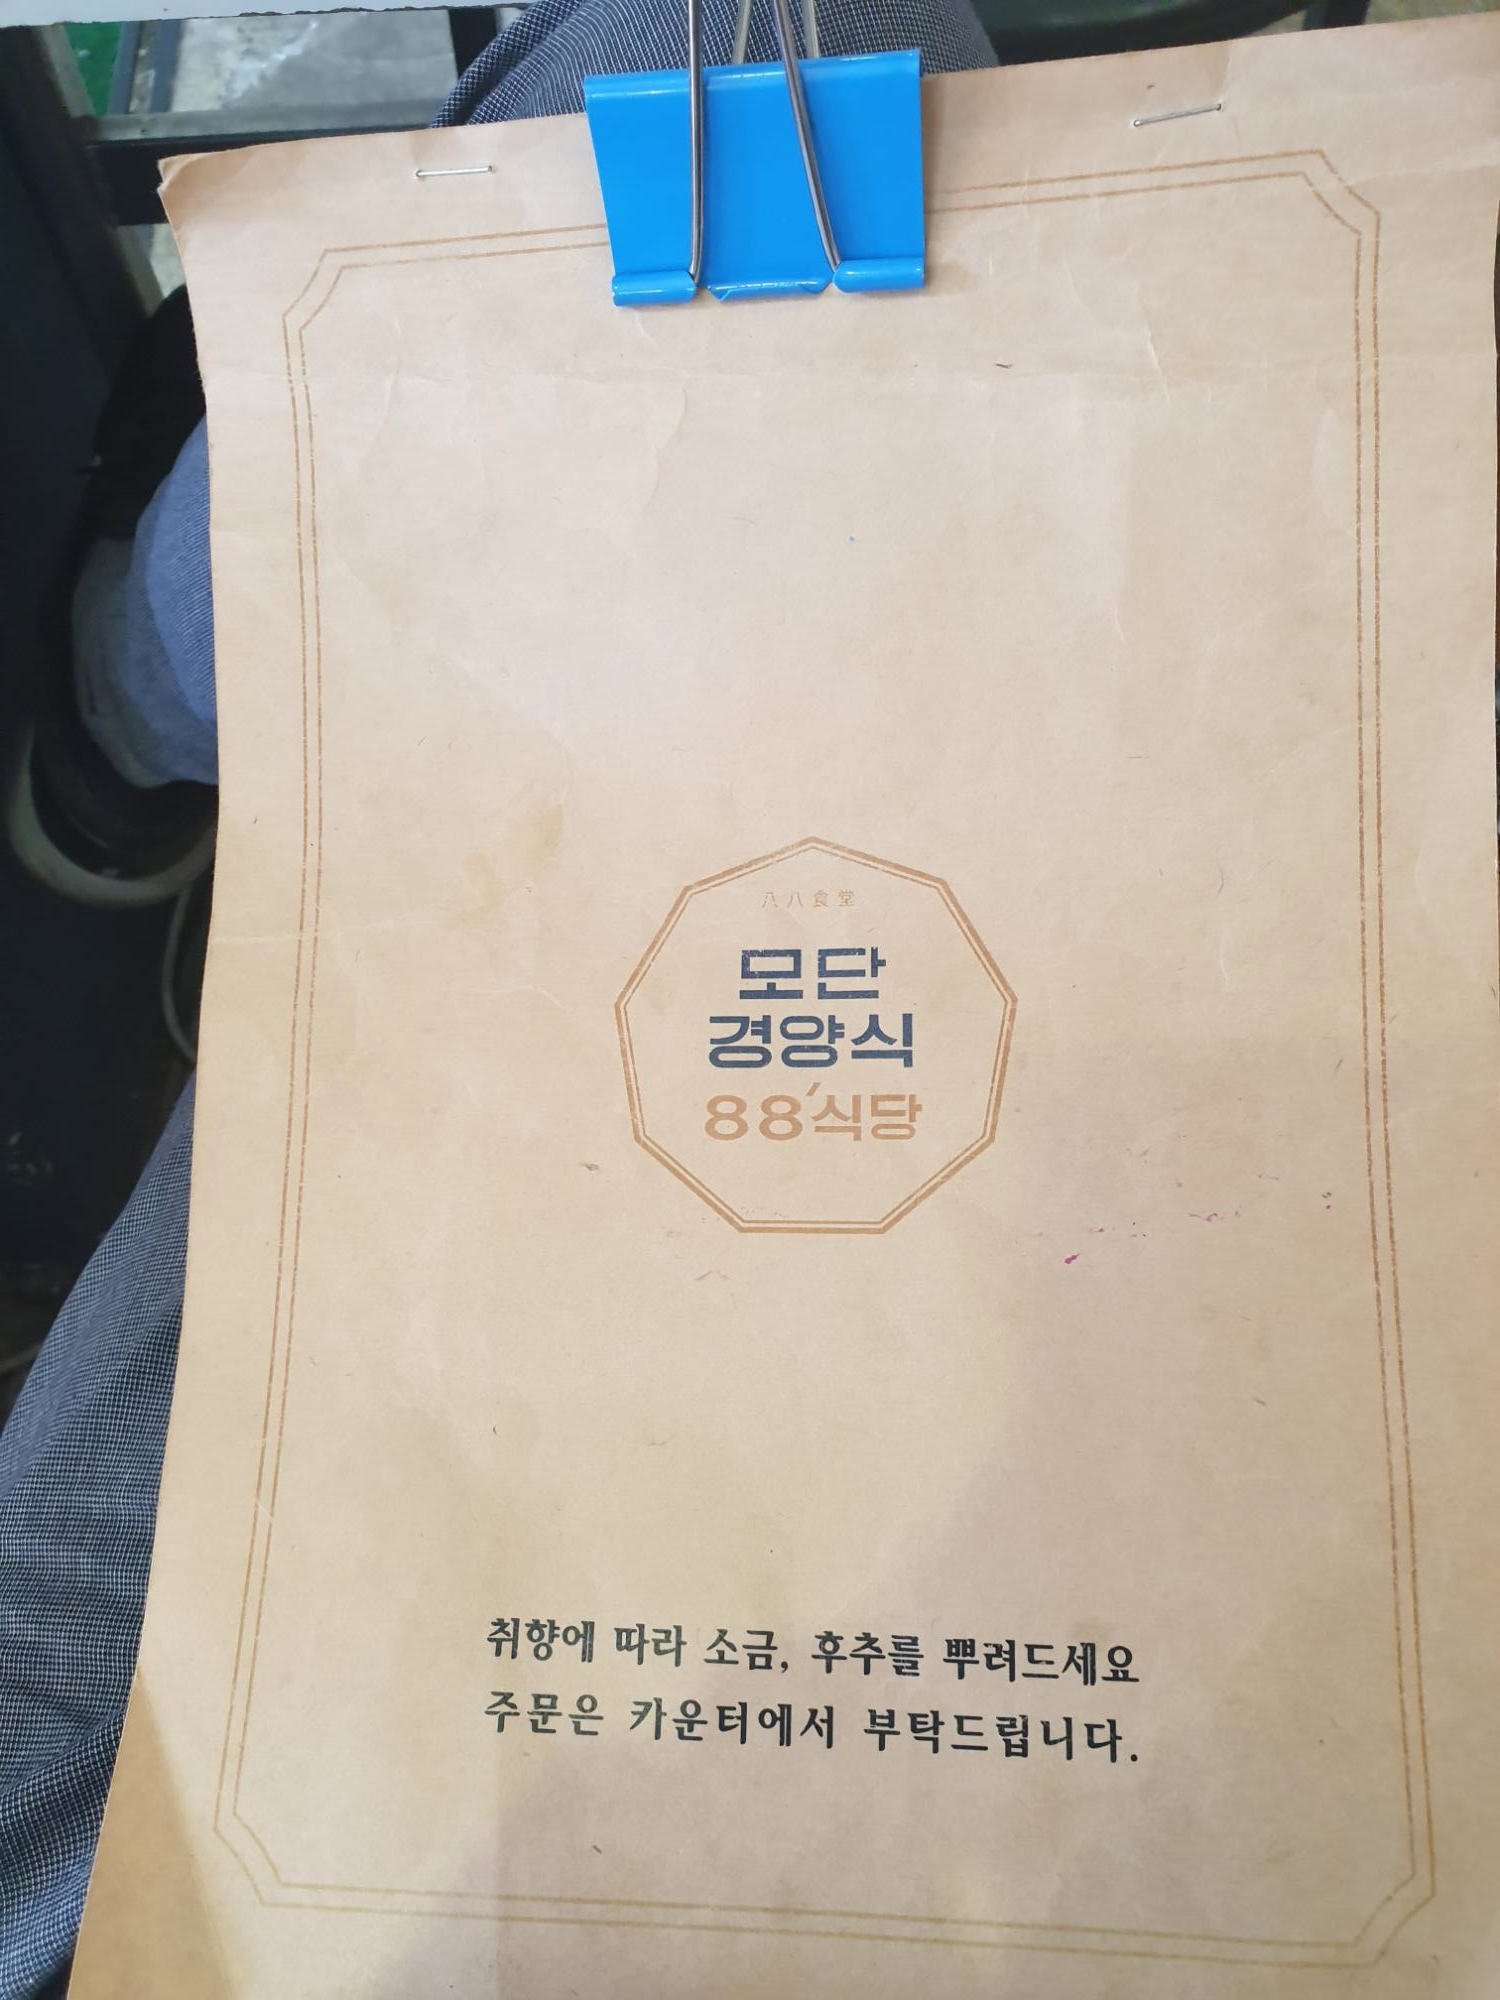 八八食堂
모단
경양식
88'식당
취향에 따라 소금, 후추를 뿌려드세요
주문은 카운터에서 부탁드립니다.